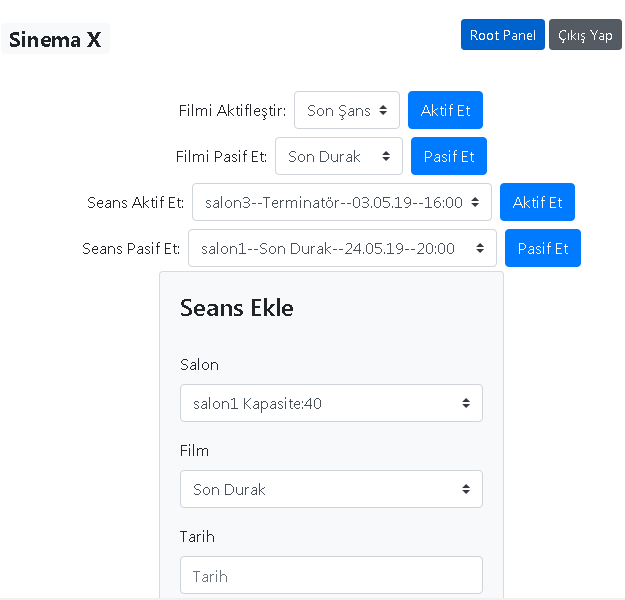 Sinema X Root Panel Çıkış Yap
Filmi Aktifleştir: Son Şans Aktif Et
Filmi Pasif Et: Son Durak Pasif Et
Seans Aktif Et: salon3--Terminatör--03.05.19--16:00 Aktif Et
Seans Pasif Et: salon1--Son Durak--24.05.19--20:00 Pasif Et
Seans Ekle
Salon
salon1 Kapasite:40
Film
Son Durak
Tarih
Tarih